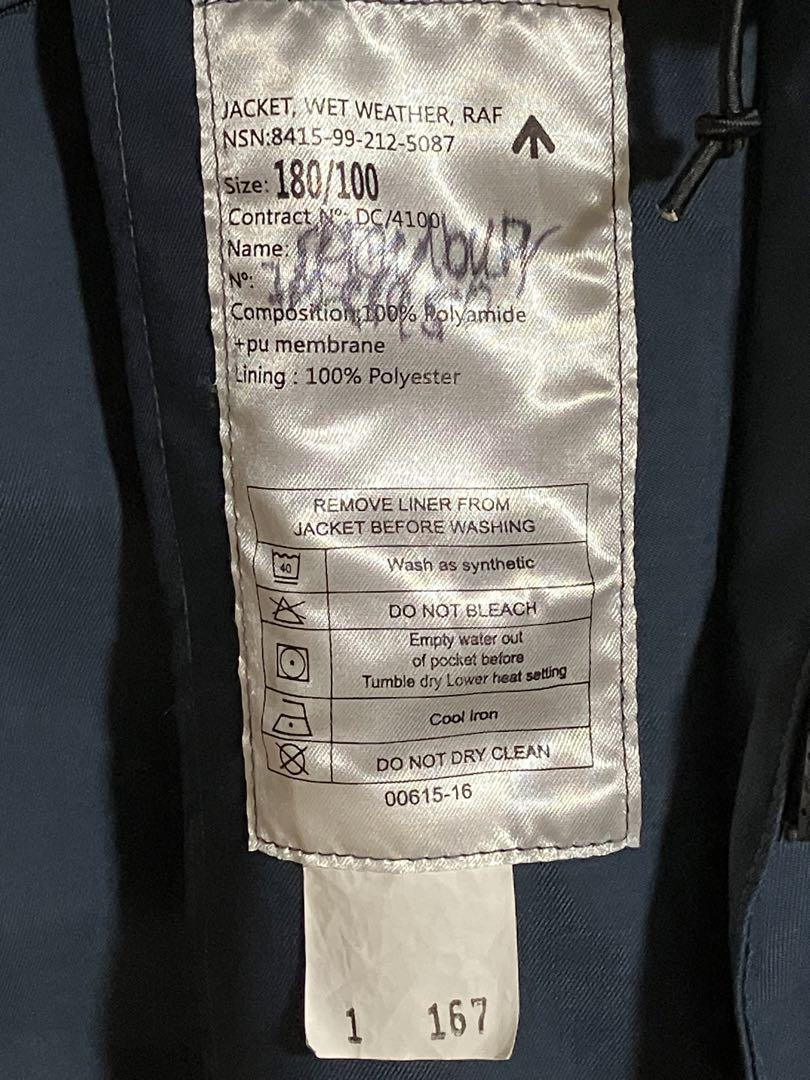 JACKET, WET WEATHER, RAF
NSN:8415-99-212-5087
Size: 180/100
Contract Nº: DC/4100
Name:
Nº:
Composition:100% Polyamide
+pu membrane
Lining : 100% Polyester
REMOVE LINER FROM
JACKET BEFORE WASHING
40
Wash as synthetic
DO NOT BLEACH
Empty water out
of pocket before
Tumble dry Lower heat setting
Cool Iron
DO NOT DRY CLEAN
00615-16
1 167